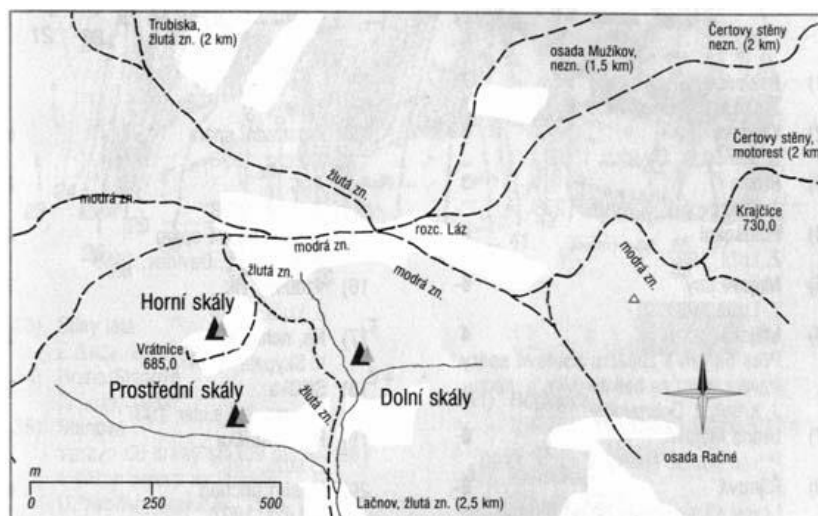 Trubiska,
žlutá zn. (2 km)
osada Mužíkov,
nezn. (1,5 km)
Čertovy stěny
nezn. (2 km)
Čertovy stěny,
motorest (2 km
žlutá zn.
modrá zn.
rozc. Láz
Krajčice
730,0
modrá zn.
žlutá zn.
modrá zn.
modrá zn.
Horní skály
Vrátnice
685,0
Prostřední skály
Dolní skály
žlutá zn.
osada Račné
m
0 250 500
Lačnov, žlutá zn. (2,5 km)